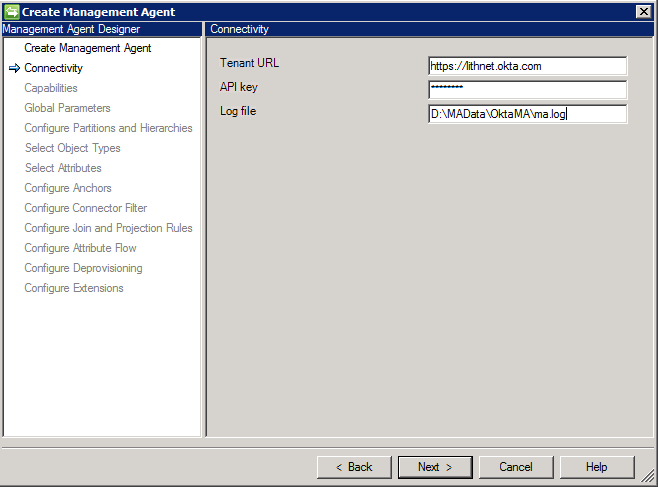 Create Management Agent
Management Agent Designer
Connectivity
Create Management Agent
Connectivity
Capabilities
Global Parameters
Configure Partitions and Hierarchies
Select Object Types
Select Attributes
Configure Anchors
Configure Connector Filter
Configure Join and Projection Rules
Configure Attribute Flow
Configure Deprovisioning
Configure Extensions
Tenant URL https://lithnet.okta.com
API key ********
Log file D:\MAData\OktaMA\ma.log
< Back Next > Cancel Help